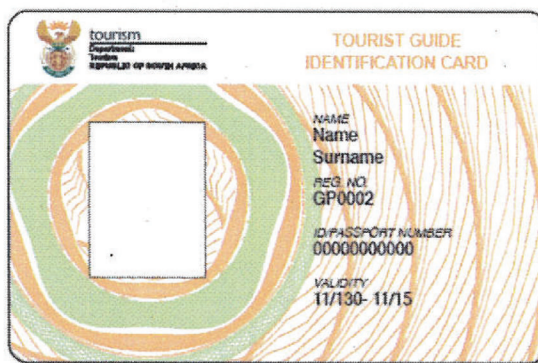 tourism
Department:
Tourism
REPUBLIC OF SOUTH AFRICA
TOURIST GUIDE
IDENTIFICATION CARD
NAME
Name
Surname
REG. NO.
GP0002
ID/PASSPORT NUMBER
00000000000
VALIDITY
11/130- 11/15